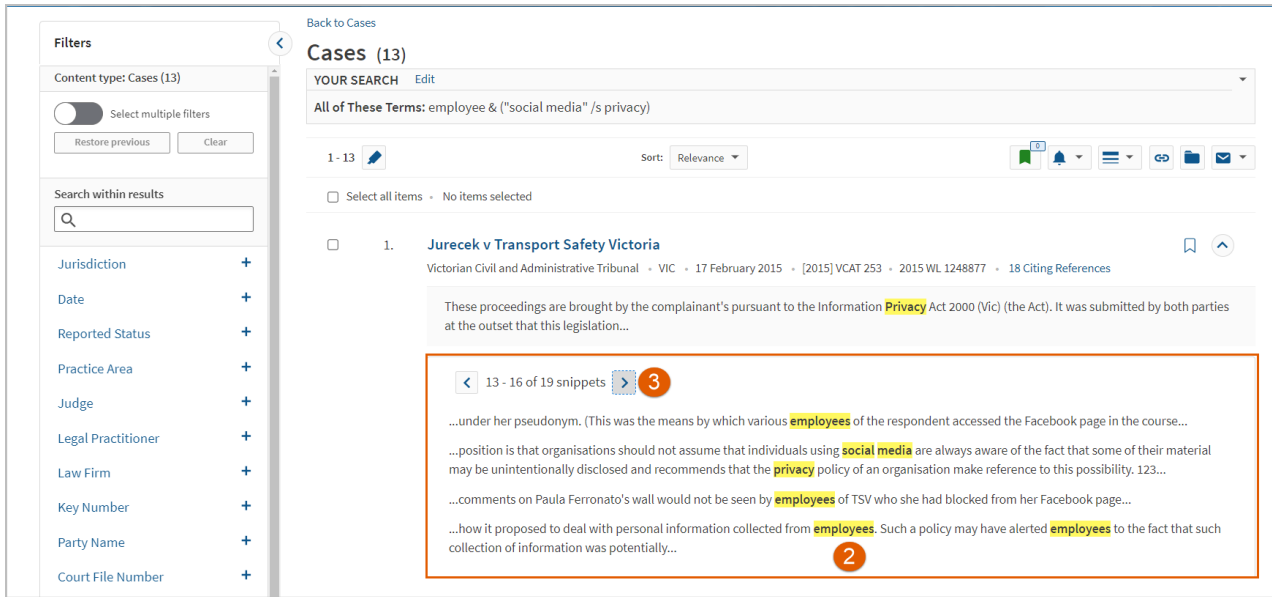 Filters
Content type: Cases (13)
Select multiple filters
Restore previous
Clear
Search within results
Jurisdiction
Date
Reported Status
Practice Area
Judge
Legal Practitioner
Law Firm
Key Number
Party Name
Court File Number
Back to Cases
Cases (13)
YOUR SEARCH Edit
All of These Terms: employee & ("social media" /s privacy)
1 - 13
Sort: Relevance
0
Select all items • No items selected
1. Jurecek v Transport Safety Victoria
Victorian Civil and Administrative Tribunal • VIC • 17 February 2015 • [2015] VCAT 253 • 2015 WL 1248877 • 18 Citing References
These proceedings are brought by the complainant's pursuant to the Information Privacy Act 2000 (Vic) (the Act). It was submitted by both parties
at the outset that this legislation...
13 - 16 of 19 snippets 3
...under her pseudonym. (This was the means by which various employees of the respondent accessed the Facebook page in the course...
...position is that organisations should not assume that individuals using social media are always aware of the fact that some of their material
may be unintentionally disclosed and recommends that the privacy policy of an organisation make reference to this possibility. 123...
...comments on Paula Ferronato's wall would not be seen by employees of TSV who she had blocked from her Facebook page...
...how it proposed to deal with personal information collected from employees. Such a policy may have alerted employees to the fact that such
collection of information was potentially...
2